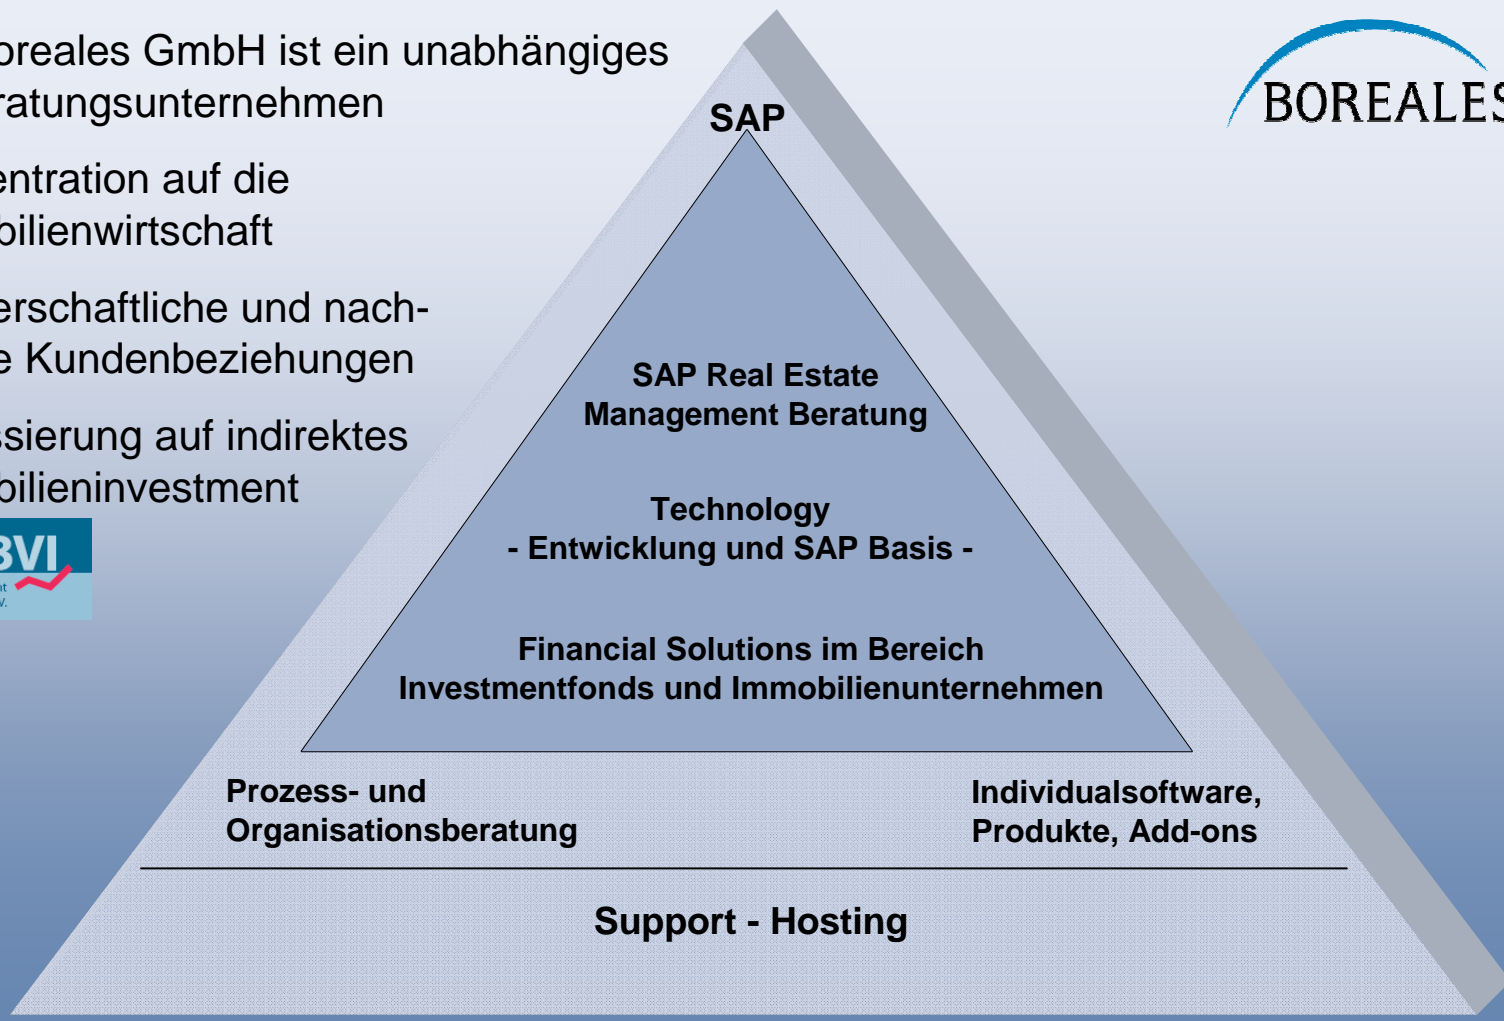 oreales GmbH ist ein unabhängiges
ratungsunternehmen
entration auf die
bilienwirtschaft
erschaftliche und nach-
e Kundenbeziehungen
ssierung auf indirektes
bilieninvestment
BVI
at
V.
BOREALES
SAP
SAP Real Estate
Management Beratung
Technology
- Entwicklung und SAP Basis -
Financial Solutions im Bereich
Investmentfonds und Immobilienunternehmen
Prozess- und
Organisationsberatung
Individualsoftware,
Produkte, Add-ons
Support - Hosting